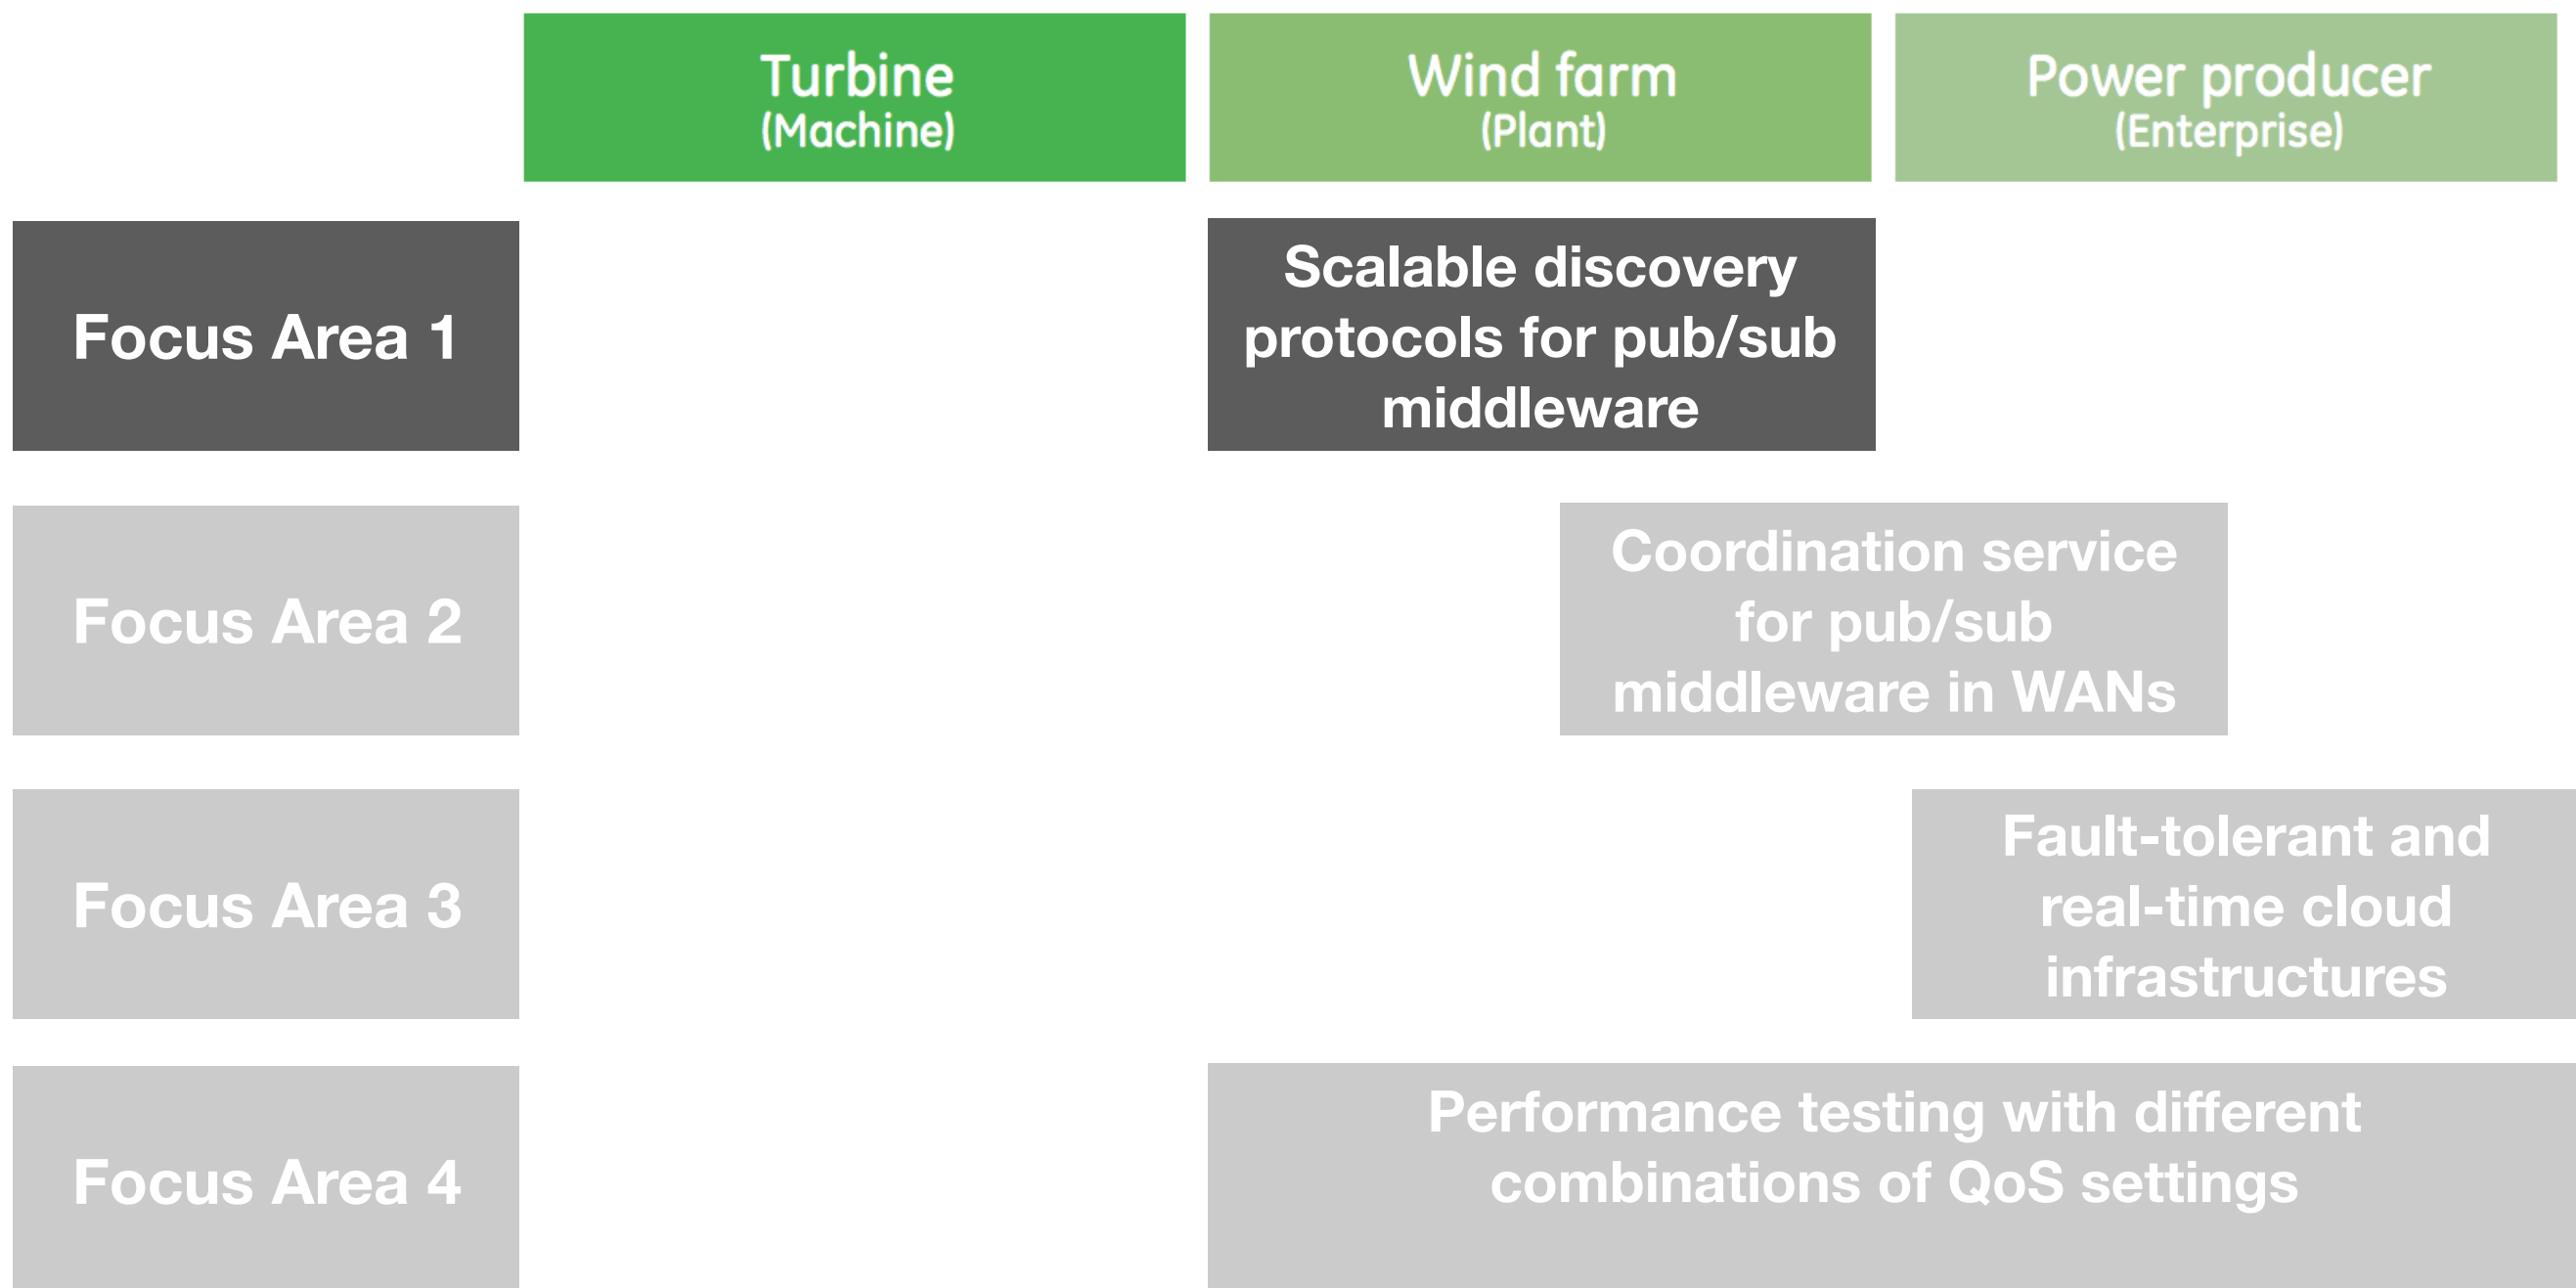 Turbine
(Machine)
Wind farm
(Plant)
Power producer
(Enterprise)
Focus Area 1
Scalable discovery
protocols for pub/sub
middleware
Focus Area 2
Coordination service
for pub/sub
middleware in WANs
Focus Area 3
Fault-tolerant and
real-time cloud
infrastructures
Focus Area 4
Performance testing with different
combinations of QoS settings